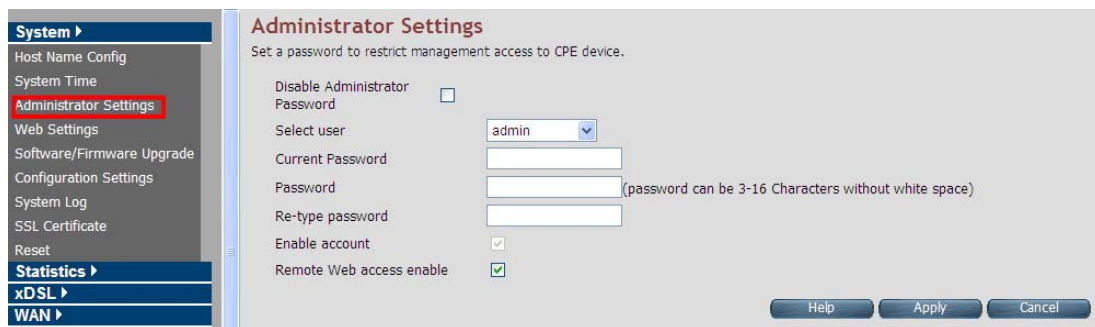 System
Host Name Config
System Time
Administrator Settings
Web Settings
Software/Firmware Upgrade
Configuration Settings
System Log
SSL Certificate
Reset
Statistics
xDSL
WAN
Administrator Settings
Set a password to restrict management access to CPE device.
Disable Administrator
Password
Select user admin
Current Password
Password (password can be 3-16 Characters without white space)
Re-type password
Enable account
Remote Web access enable
Help Apply Cancel